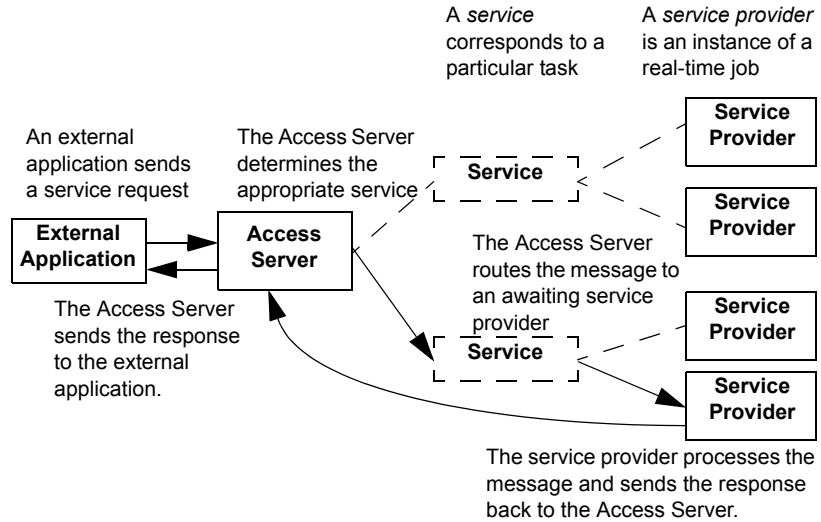 A service
corresponds to a
particular task
A service provider
is an instance of a
real-time job
An external
application sends
a service request
The Access Server
determines the
appropriate service
Service
Service
Provider
Service
Provider
External
Application
Access
Server
The Access Server
routes the message to
an awaiting service
provider
The Access Server
sends the response
to the external
application.
Service
Service
Provider
Service
Provider
The service provider processes the
message and sends the response
back to the Access Server.